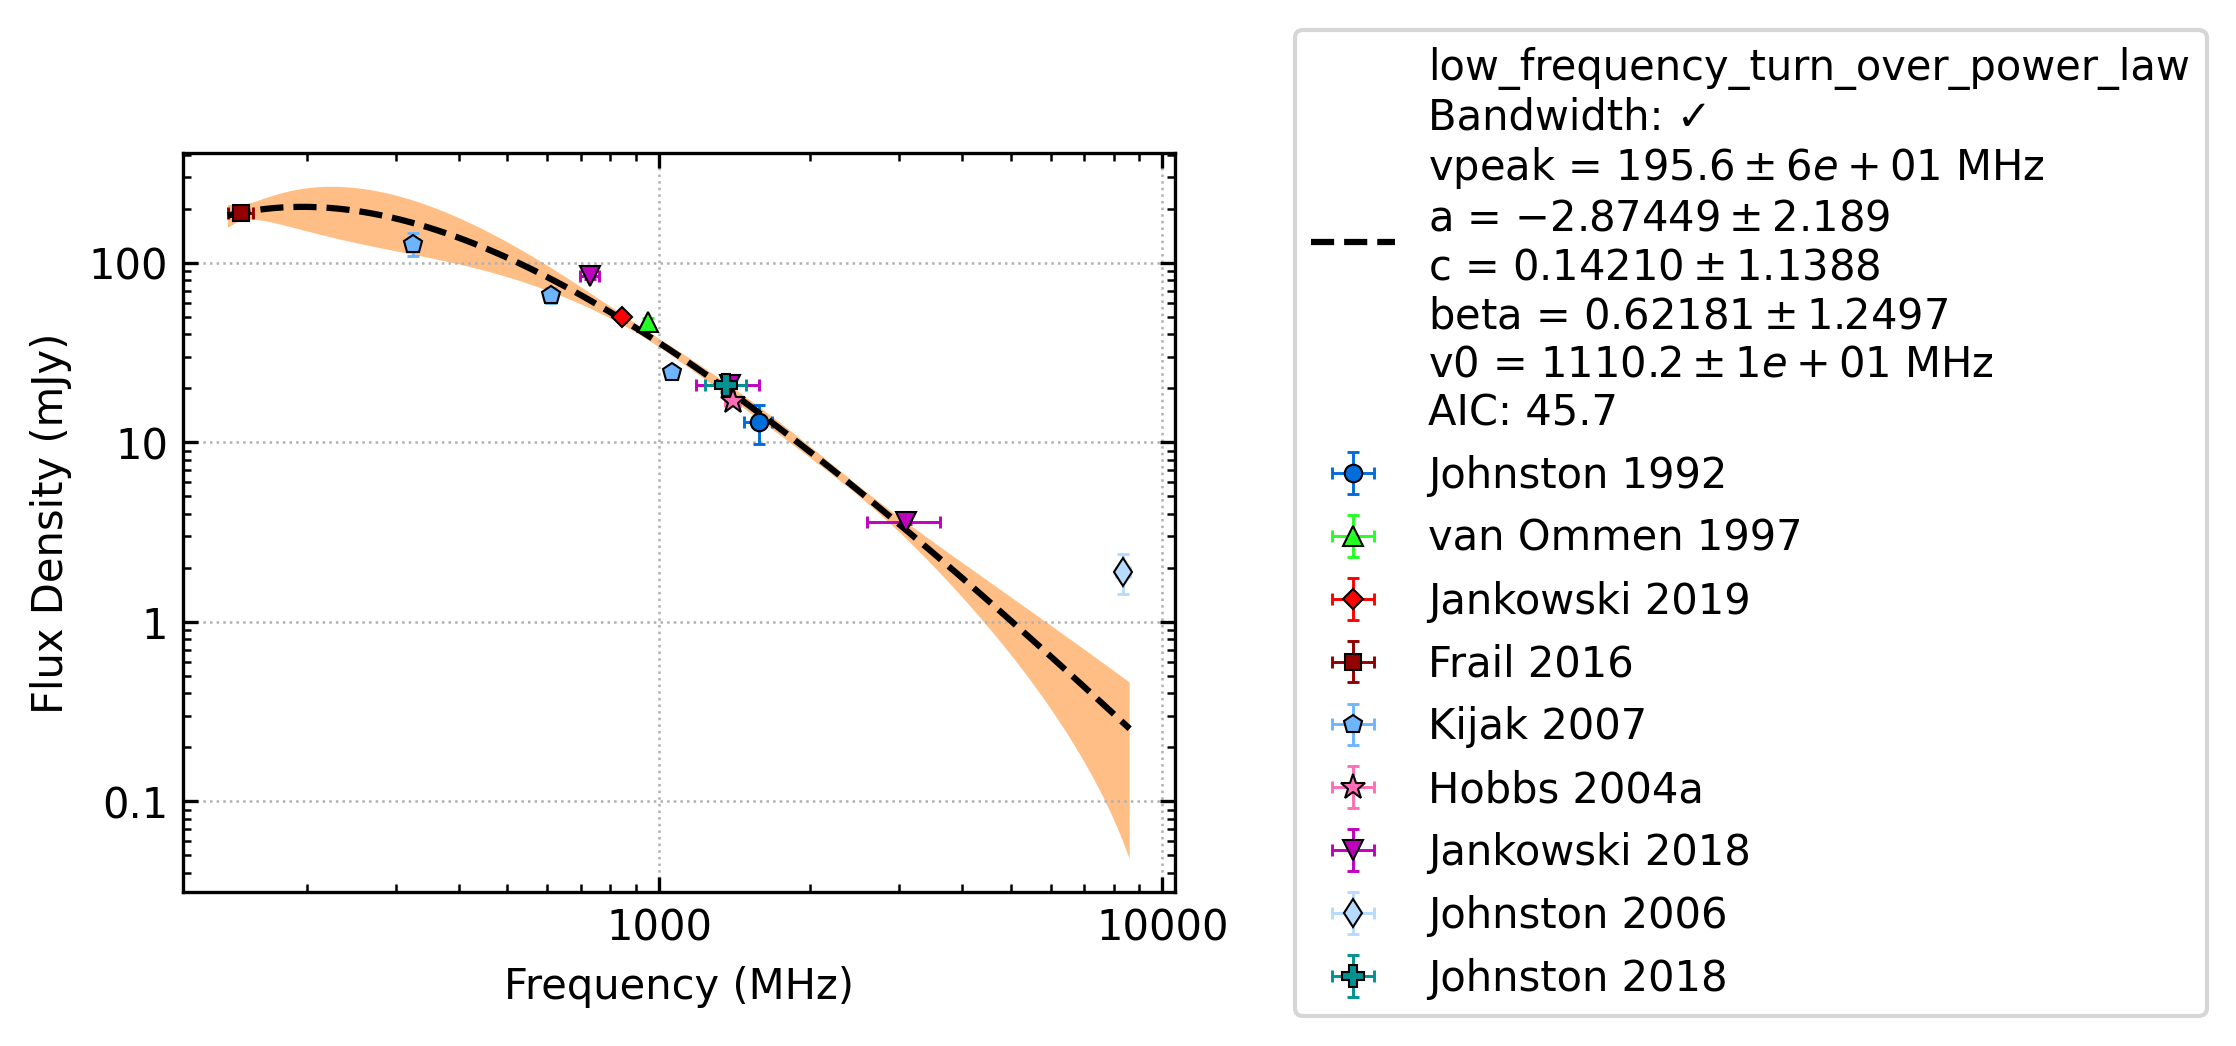 Flux Density (mJy)
100
10
1
0.1
1000
10000
Frequency (MHz)
low_frequency_turn_over_power_law
Bandwidth: ✓
vpeak = 195.6 ± 6e + 01 MHz
a = −2.87449 ± 2.189
c = 0.14210 ± 1.1388
beta = 0.62181 ± 1.2497
v0 = 1110.2 ± 1e + 01 MHz
AIC: 45.7
Johnston 1992
van Ommen 1997
Jankowski 2019
Frail 2016
Kijak 2007
Hobbs 2004a
Jankowski 2018
Johnston 2006
Johnston 2018